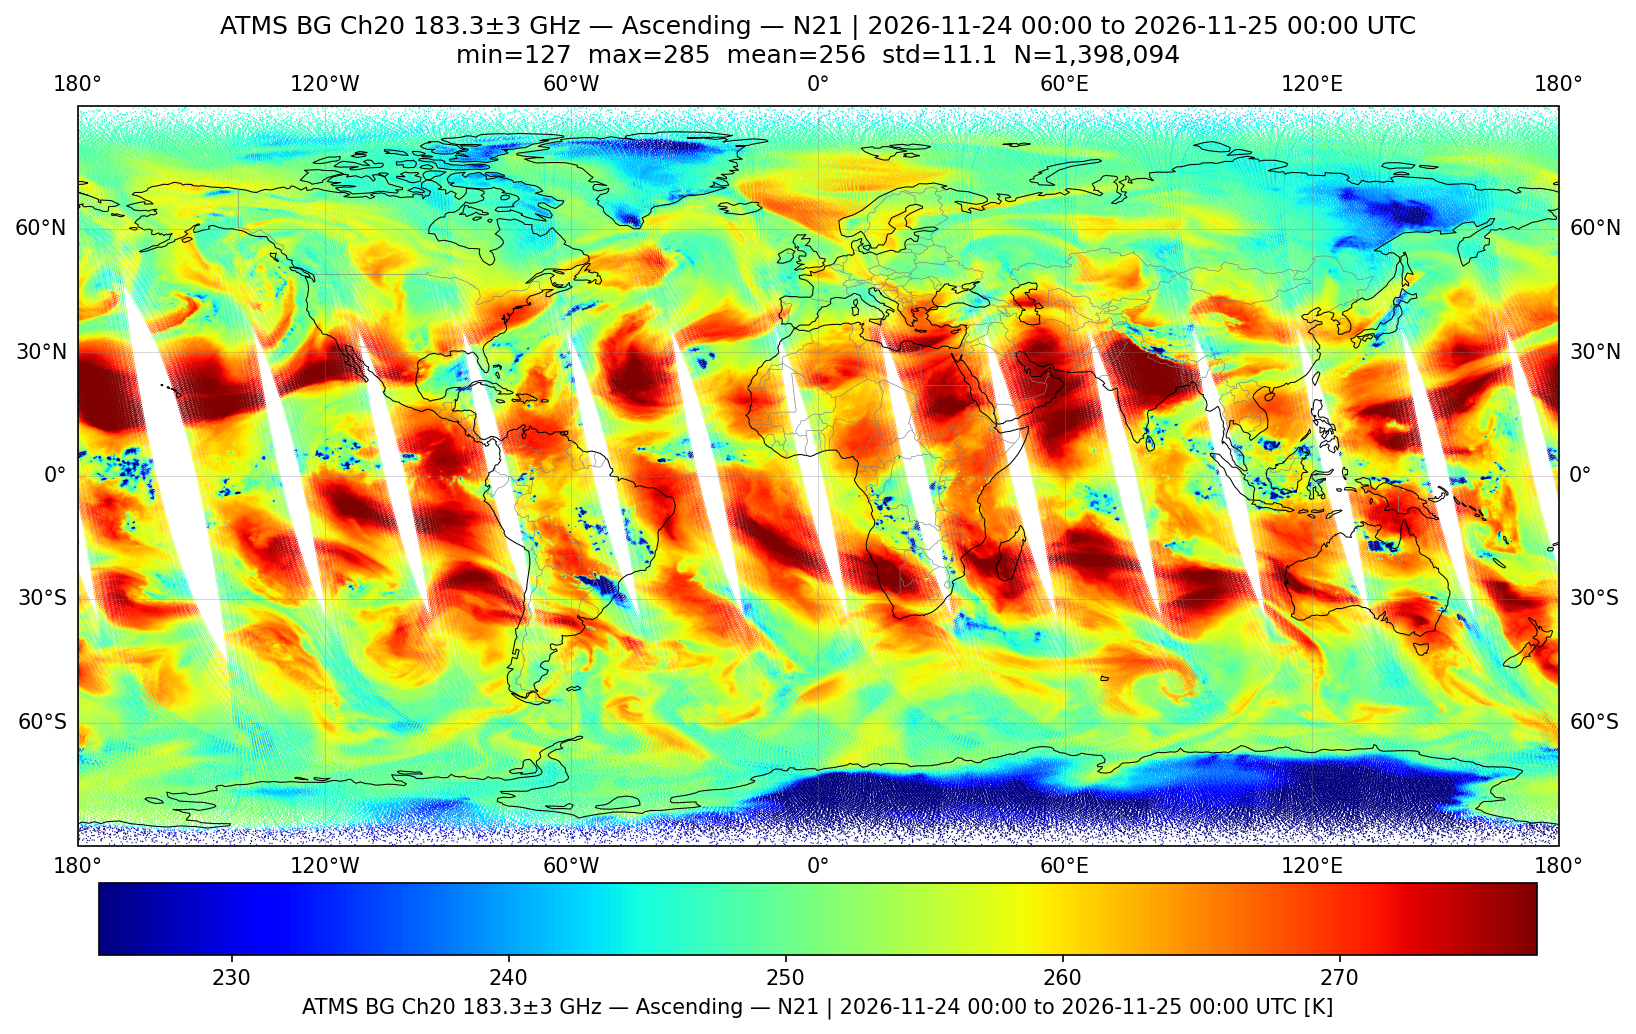 ATMS BG Ch20 183.3±3 GHz — Ascending — N21 | 2026-11-24 00:00 to 2026-11-25 00:00 UTC
min=127 max=285 mean=256 std=11.1 N=1,398,094
180° 120°W 60°W 0° 60°E 120°E 180°
60°N 60°N
30°N 30°N
0° 0°
30°S 30°S
60°S 60°S
180° 120°W 60°W 0° 60°E 120°E 180°
230 240 250 260 270
ATMS BG Ch20 183.3±3 GHz — Ascending — N21 | 2026-11-24 00:00 to 2026-11-25 00:00 UTC [K]